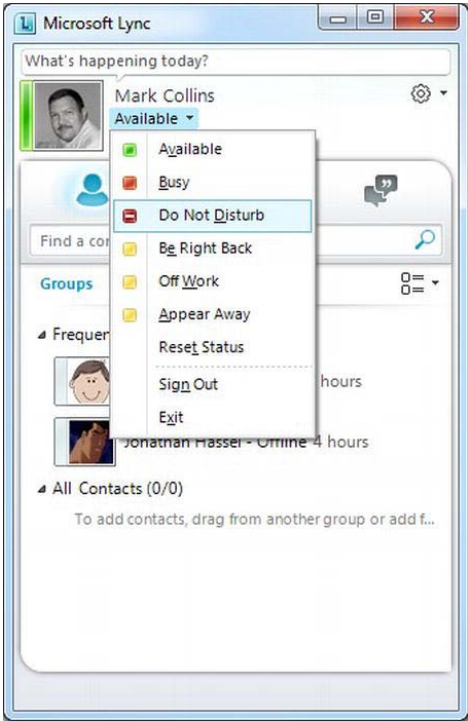 Microsoft Lync
What's happening today?
Mark Collins
Available
Available
Busy
Do Not Disturb
Find a cor
Be Right Back
Groups
Off Work
Appear Away
Frequer
Reset Status
Sign Out
hours
Exit
Jonathan Hassel - Offline 4 hours
All Contacts (0/0)
To add contacts, drag from another group or add f...